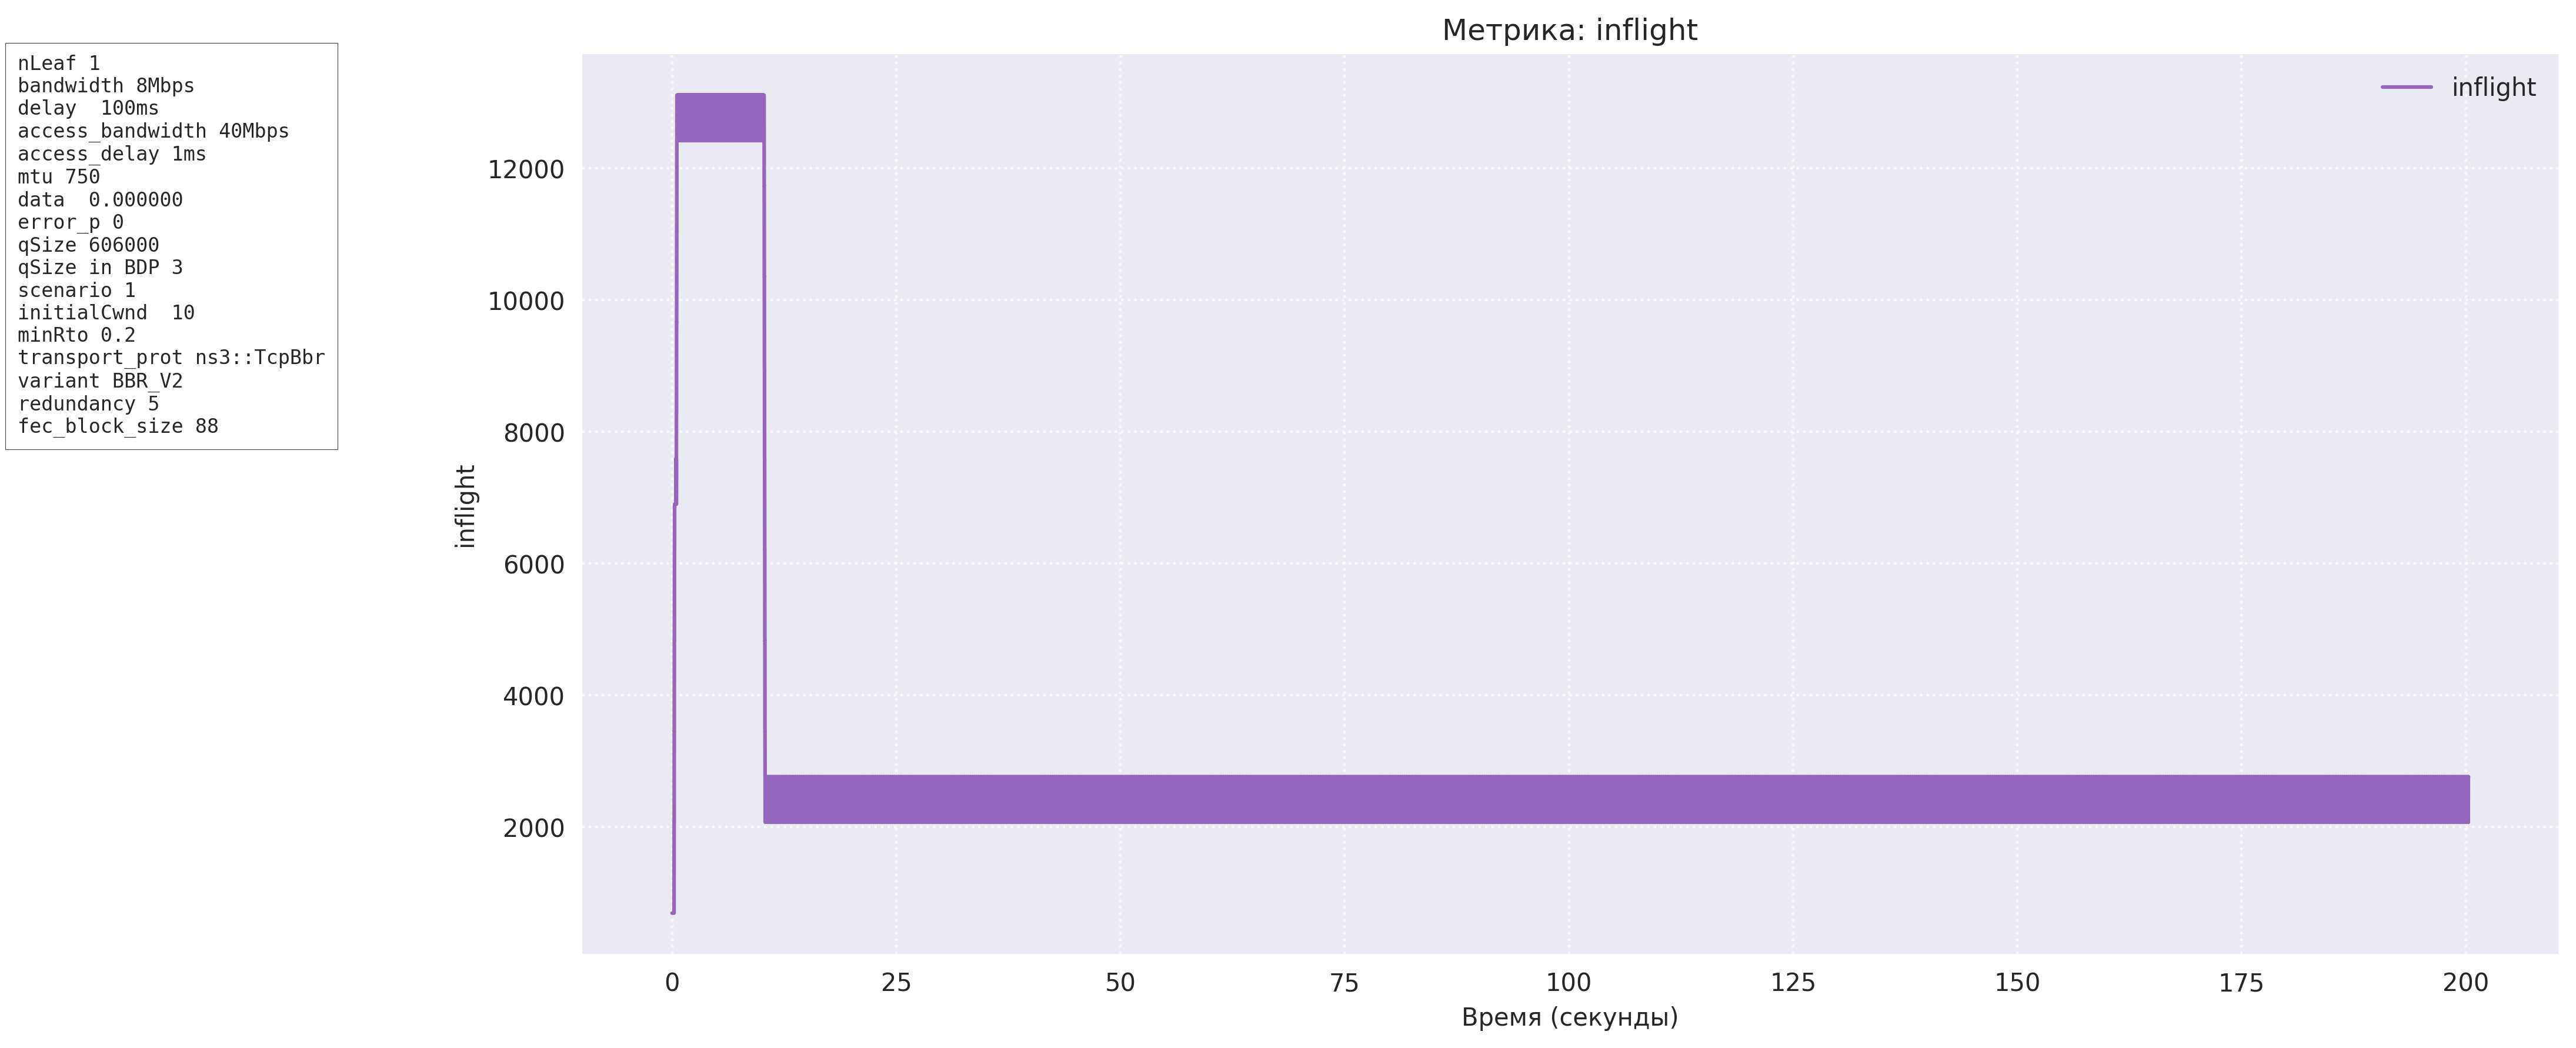 Метрика: inflight
nLeaf 1
bandwidth 8Mbps
delay  100ms
access_bandwidth 40Mbps
access_delay 1ms
mtu 750
data  0.000000
error_p 0
qSize 606000
qSize in BDP 3
scenario 1
initialCwnd  10
minRto 0.2
transport_prot ns3::TcpBbr
variant BBR_V2
redundancy 5
fec_block_size 88
inflight
inflight
12000
10000
8000
6000
4000
2000
0 25 50 75 100 125 150 175 200
Время (секунды)